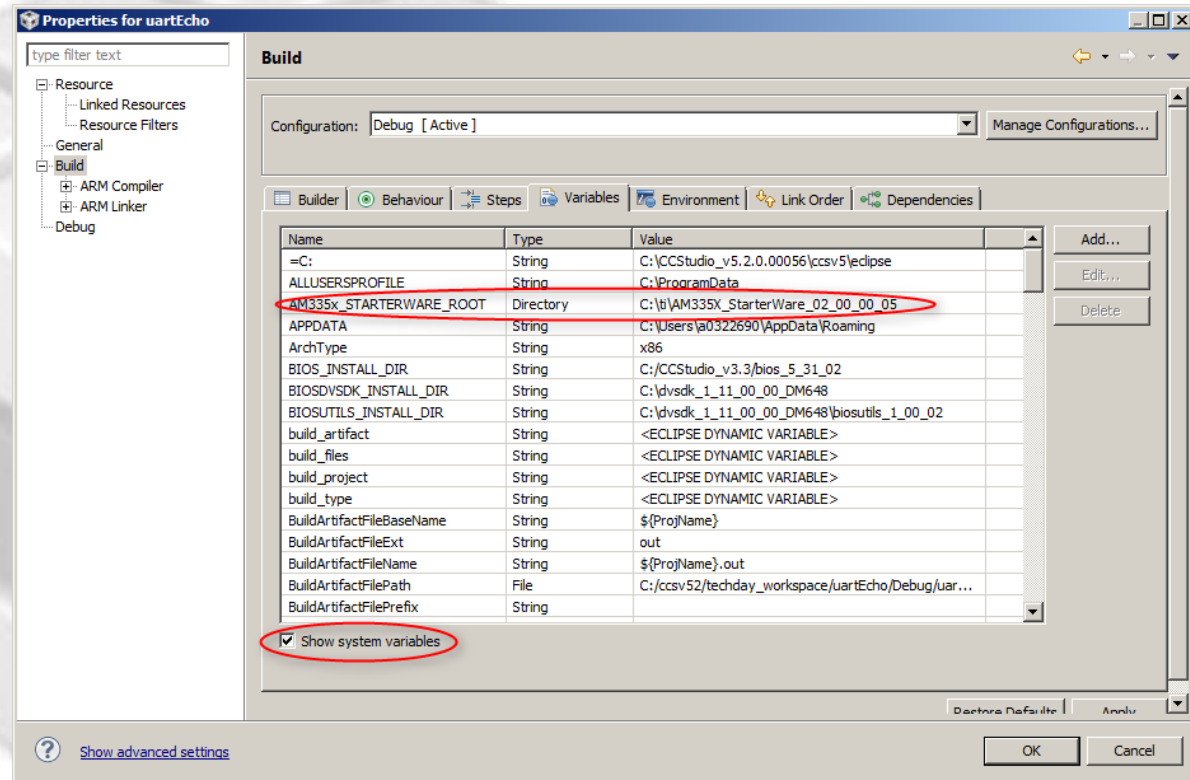 Properties for uartEcho
type filter text
Resource
Linked Resources
Resource Filters
General
Build
ARM Compiler
ARM Linker
Debug
Build
Configuration: Debug [ Active ] Manage Configurations...
Builder Behaviour Steps Variables Environment Link Order Dependencies
Name Type Value
=C: String C:\CCStudio_v5.2.0.00056\ccsv5\eclipse
ALLUSERSPROFILE String C:\ProgramData
AM335x_STARTERWARE_ROOT Directory C:\ti\AM335X_StarterWare_02_00_00_05
APPDATA String C:\Users\a0322690\AppData\Roaming
ArchType String x86
BIOS_INSTALL_DIR String C:/CCStudio_v3.3/bios_5_31_02
BIOSDVSDK_INSTALL_DIR String C:\dvsdk_1_11_00_00_DM648
BIOSUTILS_INSTALL_DIR String C:\dvsdk_1_11_00_00_DM648\biosutils_1_00_02
build_artifact String <ECLIPSE DYNAMIC VARIABLE>
build_files String <ECLIPSE DYNAMIC VARIABLE>
build_project String <ECLIPSE DYNAMIC VARIABLE>
build_type String <ECLIPSE DYNAMIC VARIABLE>
BuildArtifactFileBaseName String ${ProjName}
BuildArtifactFileExt String out
BuildArtifactFileName String ${ProjName}.out
BuildArtifactFilePath File C:/ccsv52/techday_workspace/uartEcho/Debug/uar...
BuildArtifactFilePrefix String
Add...
Edit...
Delete
Show system variables
Restore Defaults Apply
Show advanced settings
OK Cancel